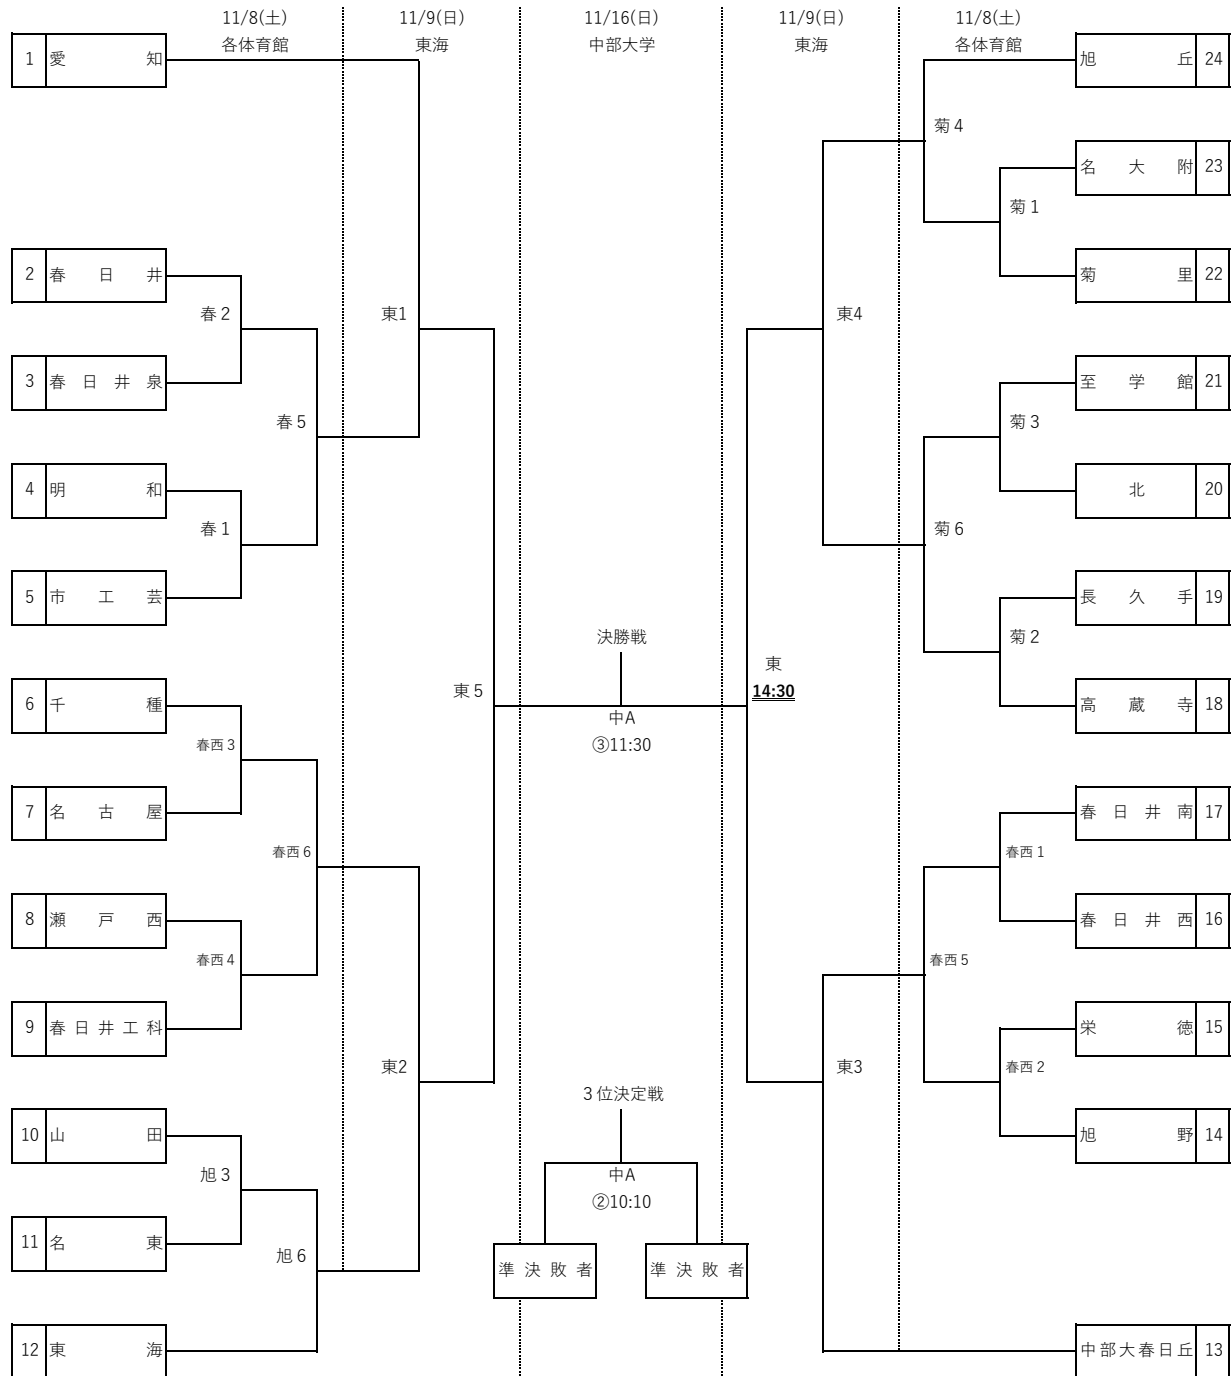 11/8(土)
各体育館
11/9(日)
東海
11/16(日)
中部大学
11/9(日)
東海
11/8(土)
各体育館
1 愛知
2 春日井
3 春日井泉
4 明和
5 市工芸
6 千種
7 名古屋
8 瀬戸西
9 春日井工科
10 山田
11 名東
12 東海
春2
春1
春5
春西3
春西4
春西6
旭3
旭6
東1
東2
東5
決勝戦
中A
③11:30
3位決定戦
中A
②10:10
準決敗者
準決敗者
東
14:30
東4
東3
菊4
菊1
菊3
菊6
菊2
春西1
春西5
春西2
旭丘 24
名大附 23
菊里 22
至学館 21
北 20
長久手 19
高蔵寺 18
春日井南 17
春日井西 16
栄徳 15
旭野 14
中部大春日丘 13